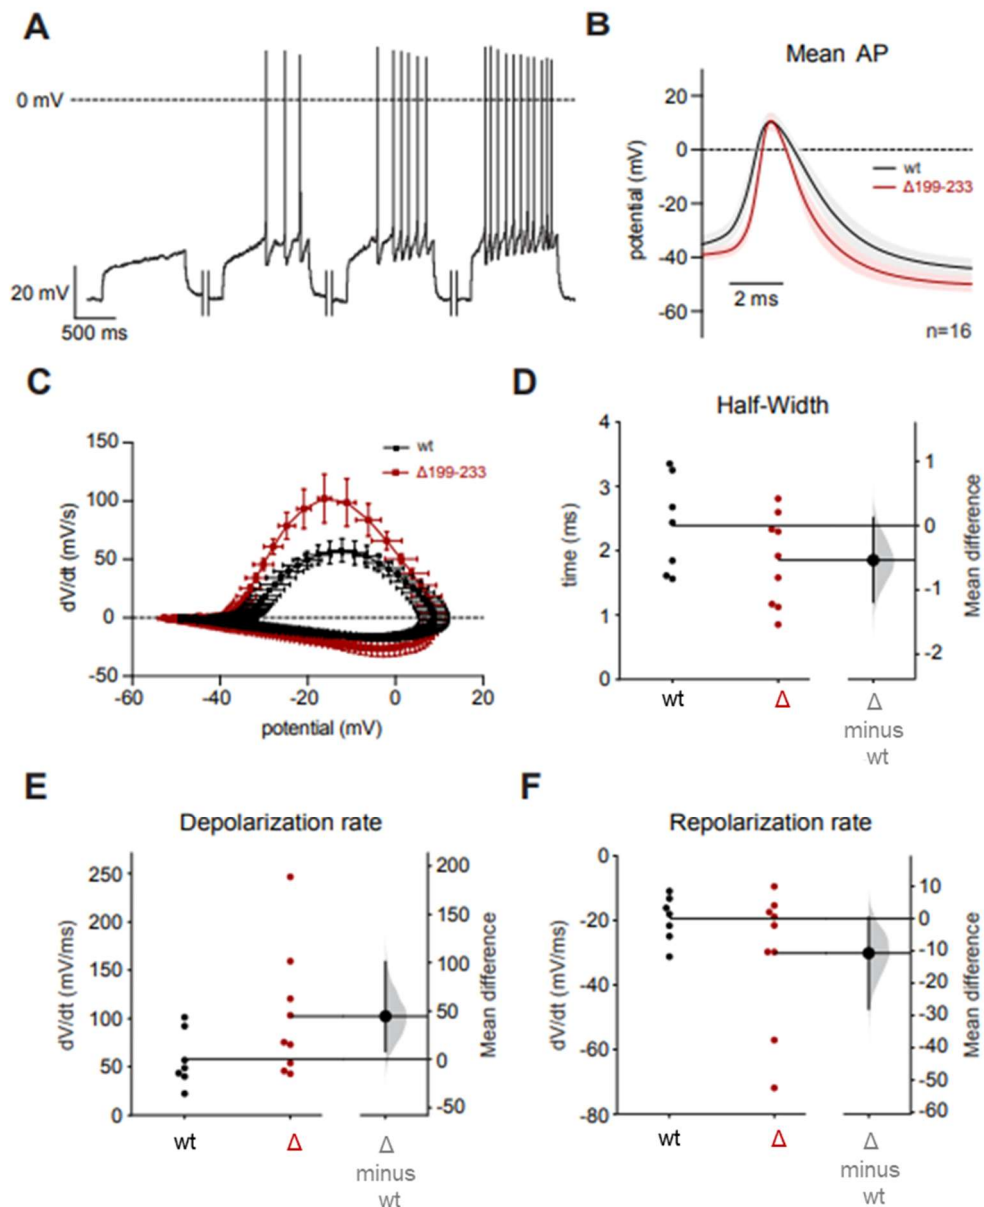 A
0 mV
20 mV
500 ms
B
Mean AP
potential (mV)
20
0
-20
-40
-60
wt
Δ199-233
2 ms
n=16
C
dV/dt (mV/s)
150
100
50
0
-50
wt
Δ199-233
-60 -40 -20 0 20
potential (mV)
D
Half-Width
time (ms)
4
3
2
1
0
1
0
-1
-2
Mean difference
wt Δ Δ
minus
wt
E
Depolarization rate
dV/dt (mV/ms)
250
200
150
100
50
0
200
150
100
50
0
-50
Mean difference
wt Δ Δ
minus
wt
F
Repolarization rate
dV/dt (mV/ms)
0
-20
-40
-60
-80
10
0
-10
-20
-30
-40
-50
-60
Mean difference
wt Δ Δ
minus
wt